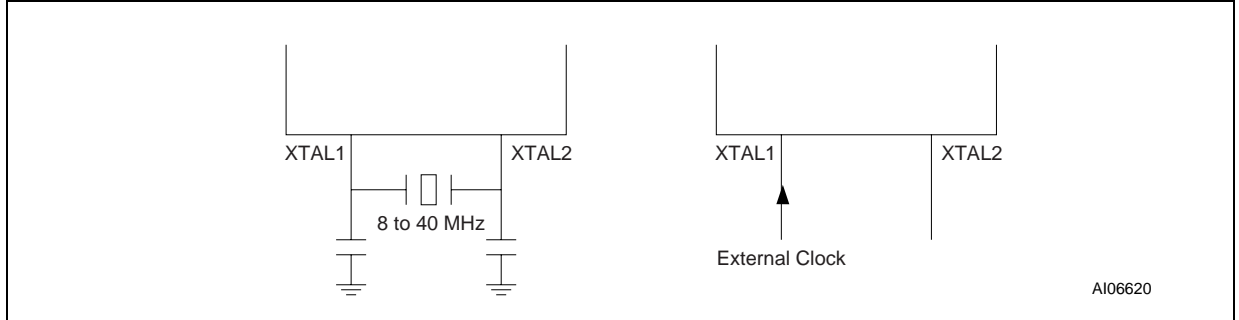 XTAL1
XTAL2
8 to 40 MHz
XTAL1
XTAL2
External Clock
AI06620